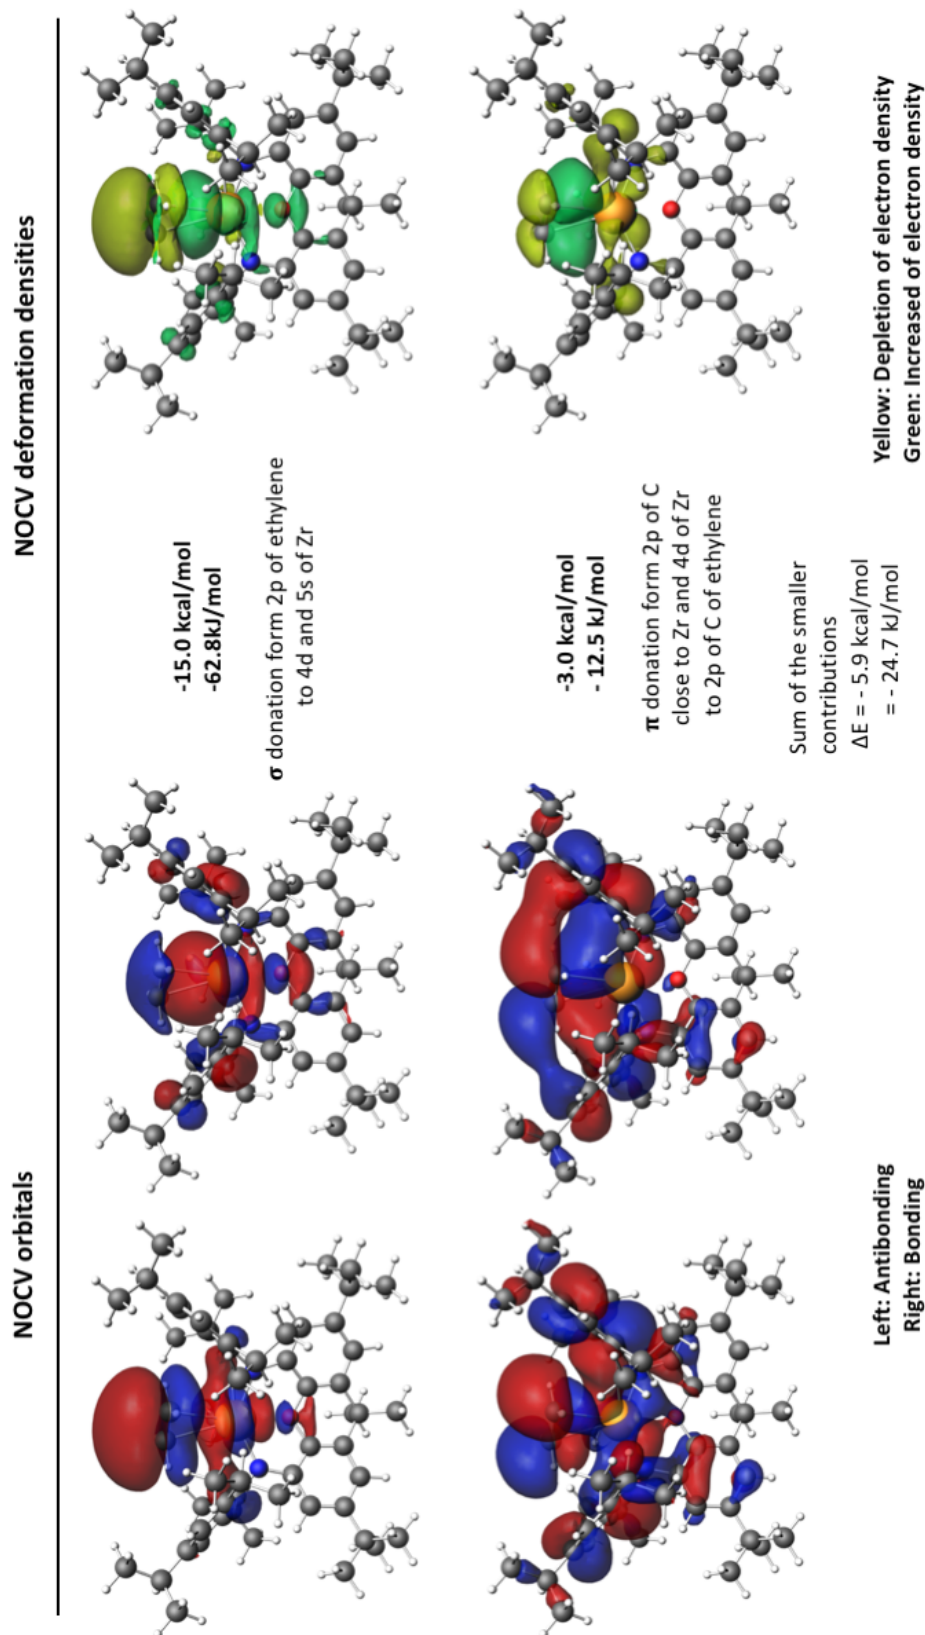 NOCV orbitals
NOCV deformation densities
-15.0 kcal/mol
-62.8kJ/mol
σ donation form 2p of ethylene
to 4d and 5s of Zr
-3.0 kcal/mol
- 12.5 kJ/mol
π donation form 2p of C
close to Zr and 4d of Zr
to 2p of C of ethylene
Sum of the smaller
contributions
ΔE = - 5.9 kcal/mol
= - 24.7 kJ/mol
Left: Antibonding
Right: Bonding
Yellow: Depletion of electron density
Green: Increased of electron density